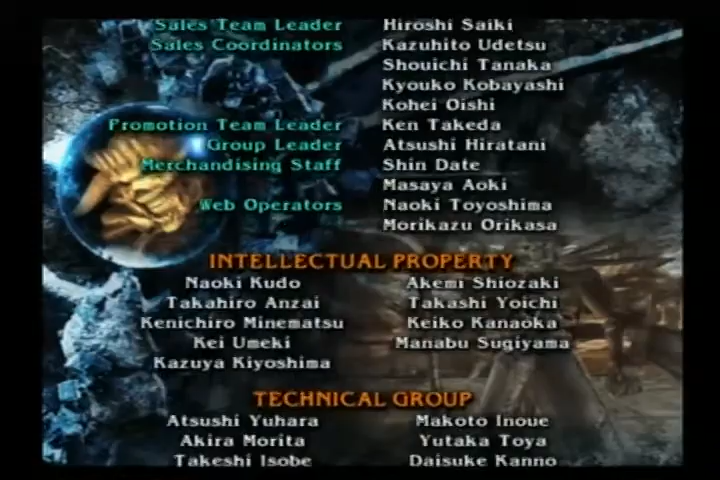 Sales Team Leader Hiroshi Saiki
Sales Coordinators Kazuhito Udetsu
Shouichi Tanaka
Kyouko Kobayashi
Kohei Oishi
Promotion Team Leader Ken Takeda
Group Leader Atsushi Hiratani
Merchandising Staff Shin Date
Masaya Aoki
Web Operators Naoki Toyoshima
Morikazu Orikasa
INTELLECTUAL PROPERTY
Naoki Kudo Akemi Shiozaki
Takahiro Anzai Takashi Yoichi
Kenichiro Minematsu Keiko Kanaoka
Kei Umeki Manabu Sugiyama
Kazuya Kiyoshima
TECHNICAL GROUP
Atsushi Yuhara Makoto Inoue
Akira Morita Yutaka Toya
Takeshi Isobe Daisuke Kanno